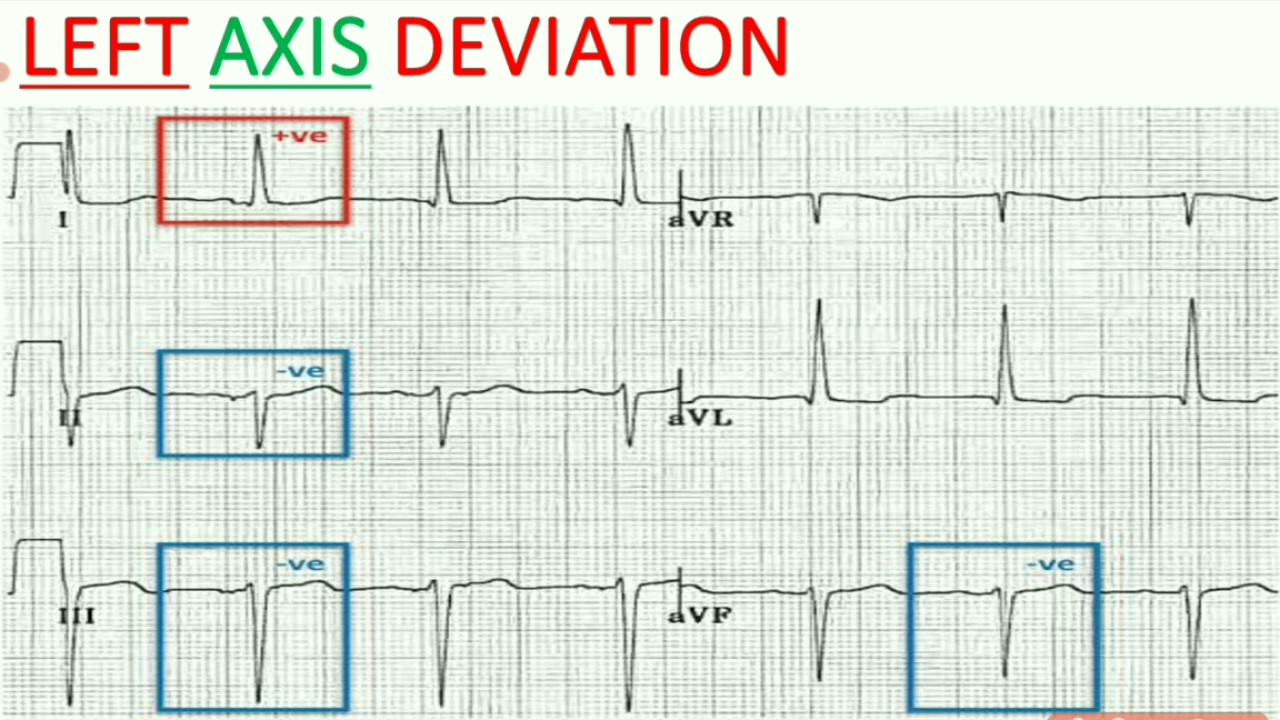 LEFT AXIS DEVIATION
+ve
I
aVR
-ve
II
aVL
-ve
-ve
III
aVF